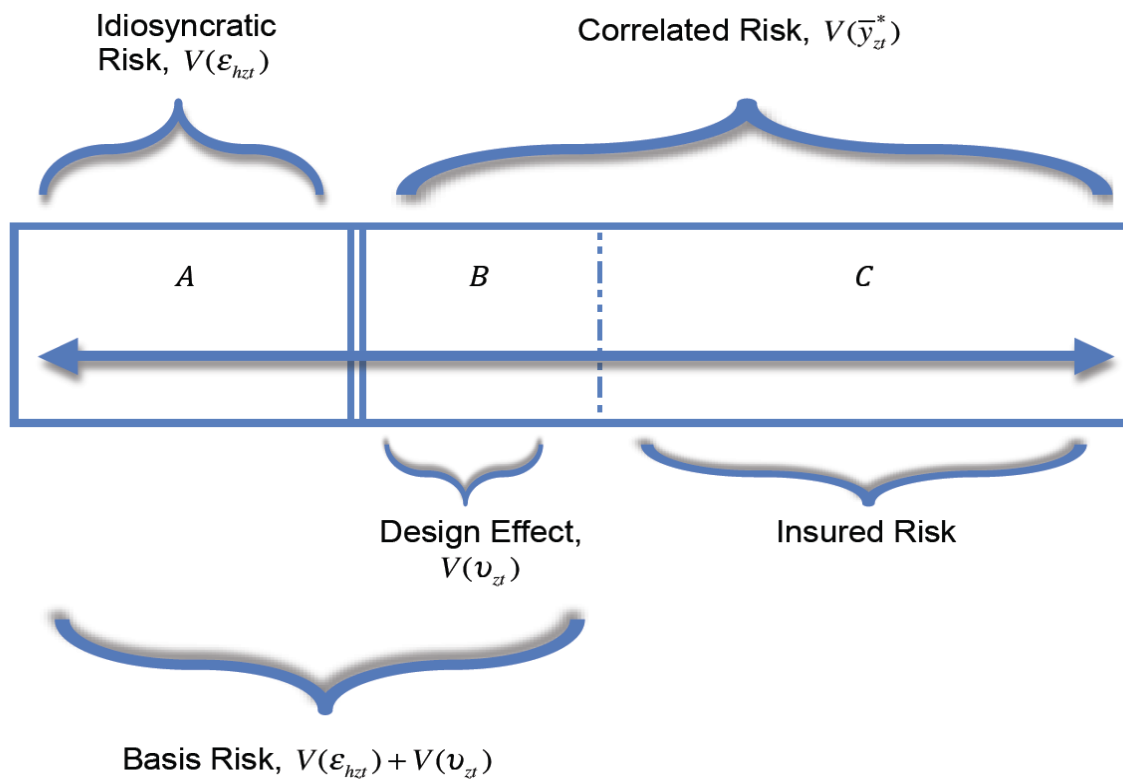 Idiosyncratic
Risk, V(ε_hzt)
Correlated Risk, V(ȳ*_zt)
A
B
C
Design Effect,
V(υ_zt)
Insured Risk
Basis Risk, V(ε_hzt)+V(υ_zt)